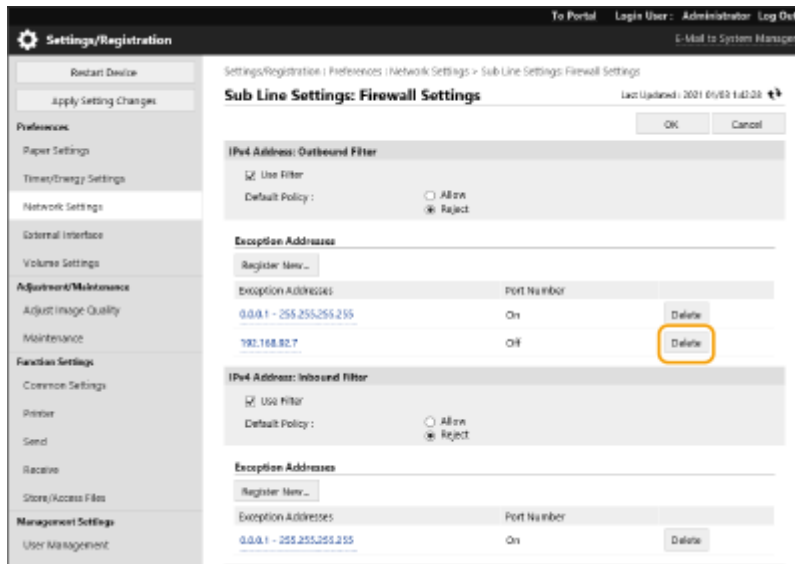 To Portal Login User : Administrator Log Out
Settings/Registration
E-Mail to System Manager
Restart Device
Apply Setting Changes
Preferences
Paper Settings
Timer/Energy Settings
Network Settings
External Interface
Volume Settings
Adjustment/Maintenance
Adjust Image Quality
Maintenance
Function Settings
Common Settings
Printer
Send
Receive
Store/Access Files
Management Settings
User Management
Settings/Registration : Preferences : Network Settings > Sub Line Settings: Firewall Settings
Sub Line Settings: Firewall Settings
Last Updated : 2021 01/03
OK Cancel
IPv4 Address: Outbound Filter
Use Filter
Default Policy :
Allow
Reject
Exception Addresses
Register New...
Exception Addresses Port Number
0.0.0.1 - 255.255.255.255 On Delete
192.168.82.7 Off Delete
IPv4 Address: Inbound Filter
Use Filter
Default Policy :
Allow
Reject
Exception Addresses
Register New...
Exception Addresses Port Number
0.0.0.1 - 255.255.255.255 On Delete